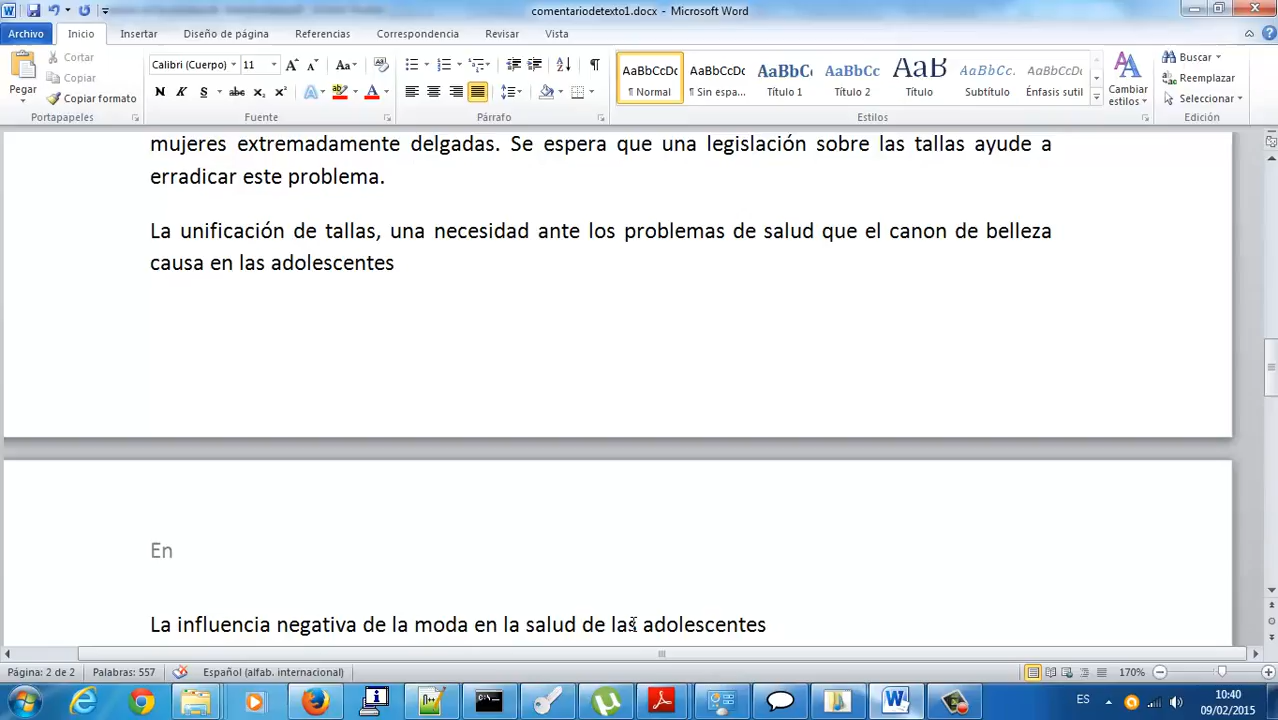 comentariodetexto1.docx - Microsoft Word
Archivo Inicio Insertar Diseño de página Referencias Correspondencia Revisar Vista
Pegar
Cortar
Copiar
Copiar formato
Portapapeles
Calibri (Cuerpo) 11
Fuente
Párrafo
AaBbCcDc AaBbCcDc AaBbC AaBbCc AaB AaBbCc. AaBbCcDc
¶ Normal ¶ Sin espa... Título 1 Título 2 Título Subtítulo Énfasis sutil
Cambiar estilos
Estilos
Buscar
Reemplazar
Seleccionar
Edición
mujeres extremadamente delgadas. Se espera que una legislación sobre las tallas ayude a
erradicar este problema.
La unificación de tallas, una necesidad ante los problemas de salud que el canon de belleza
causa en las adolescentes
En
La influencia negativa de la moda en la salud de las adolescentes
Página: 2 de 2 Palabras: 557 Español (alfab. internacional) 170%
ES 10:40
09/02/2015